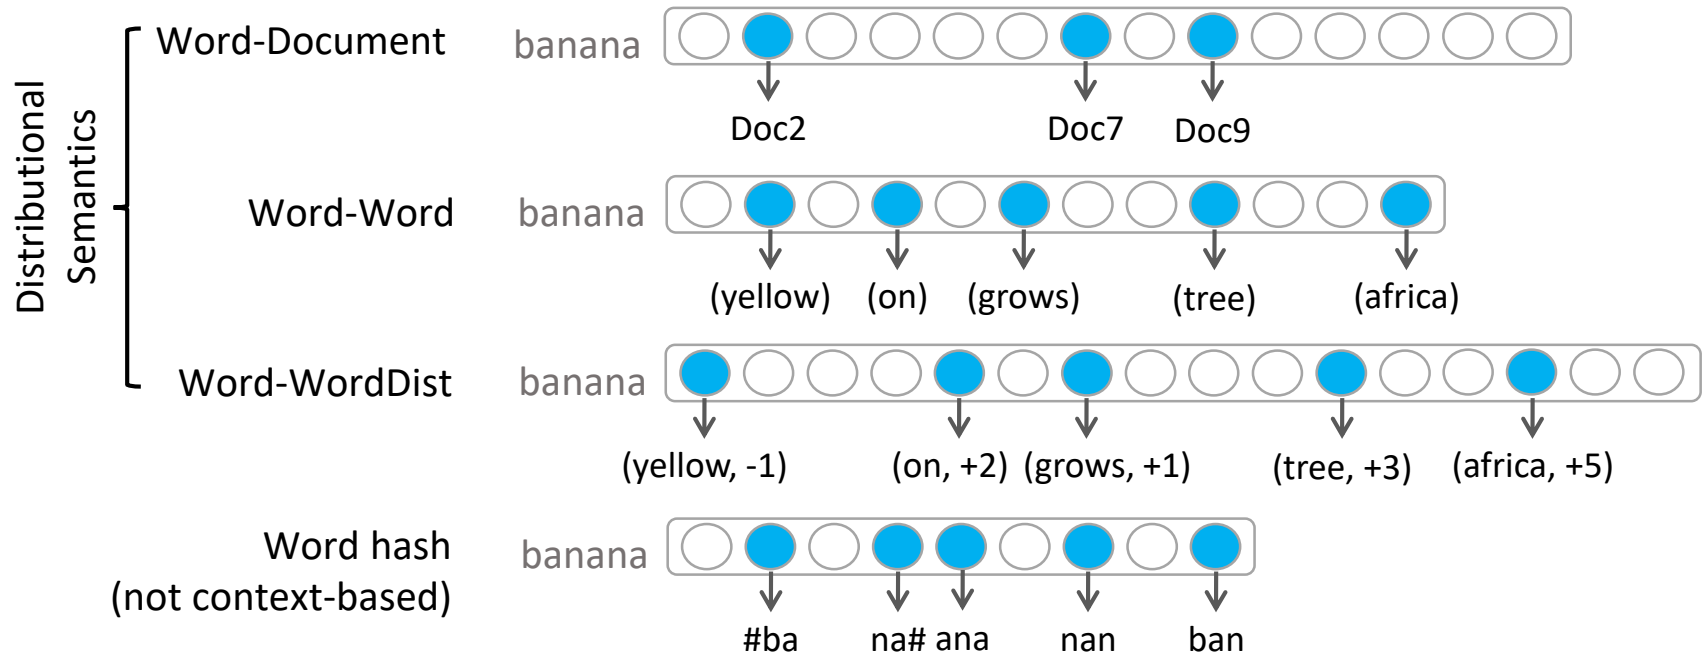 Distributional
Semantics
Word-Document banana
Doc2 Doc7 Doc9
Word-Word banana
(yellow) (on) (grows) (tree) (africa)
Word-WordDist banana
(yellow, -1) (on, +2) (grows, +1) (tree, +3) (africa, +5)
Word hash banana
(not context-based)
#ba na# ana nan ban